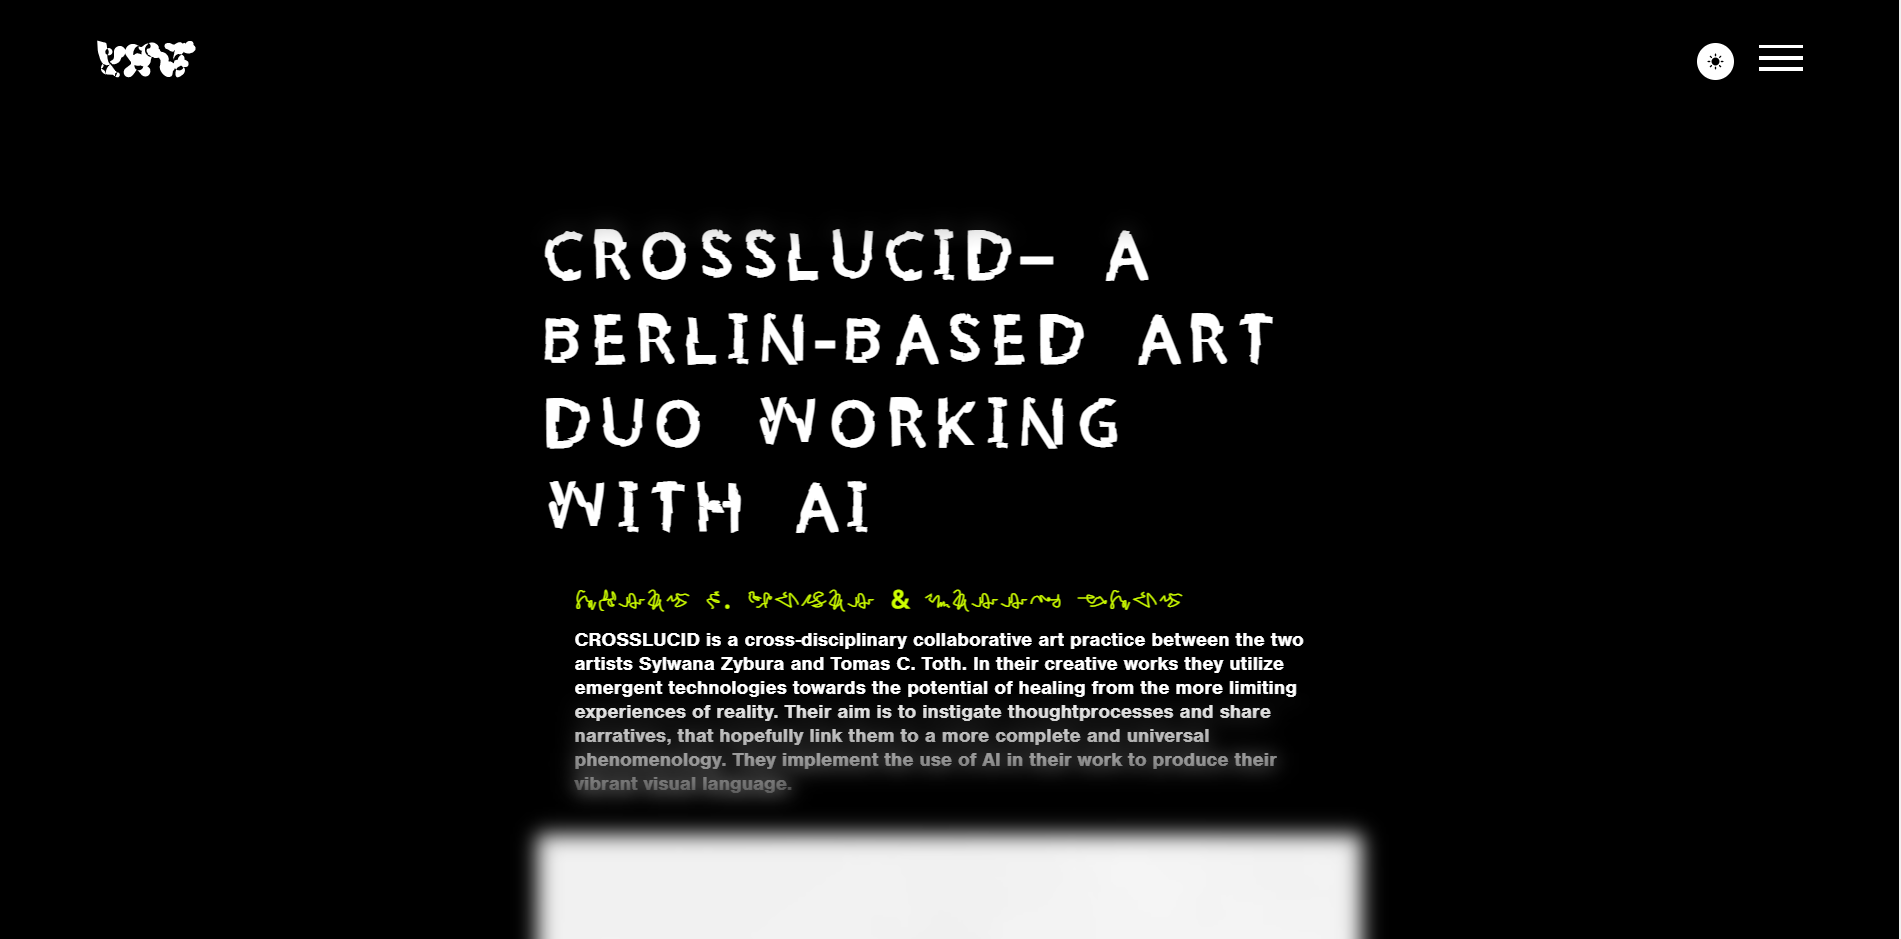 CROSSLUCID– A
BERLIN-BASED ART
DUO WORKING
WITH AI
&
CROSSLUCID is a cross-disciplinary collaborative art practice between the two
artists Sylwana Zybura and Tomas C. Toth. In their creative works they utilize
emergent technologies towards the potential of healing from the more limiting
experiences of reality. Their aim is to instigate thoughtprocesses and share
narratives, that hopefully link them to a more complete and universal
phenomenology. They implement the use of AI in their work to produce their
vibrant visual language.